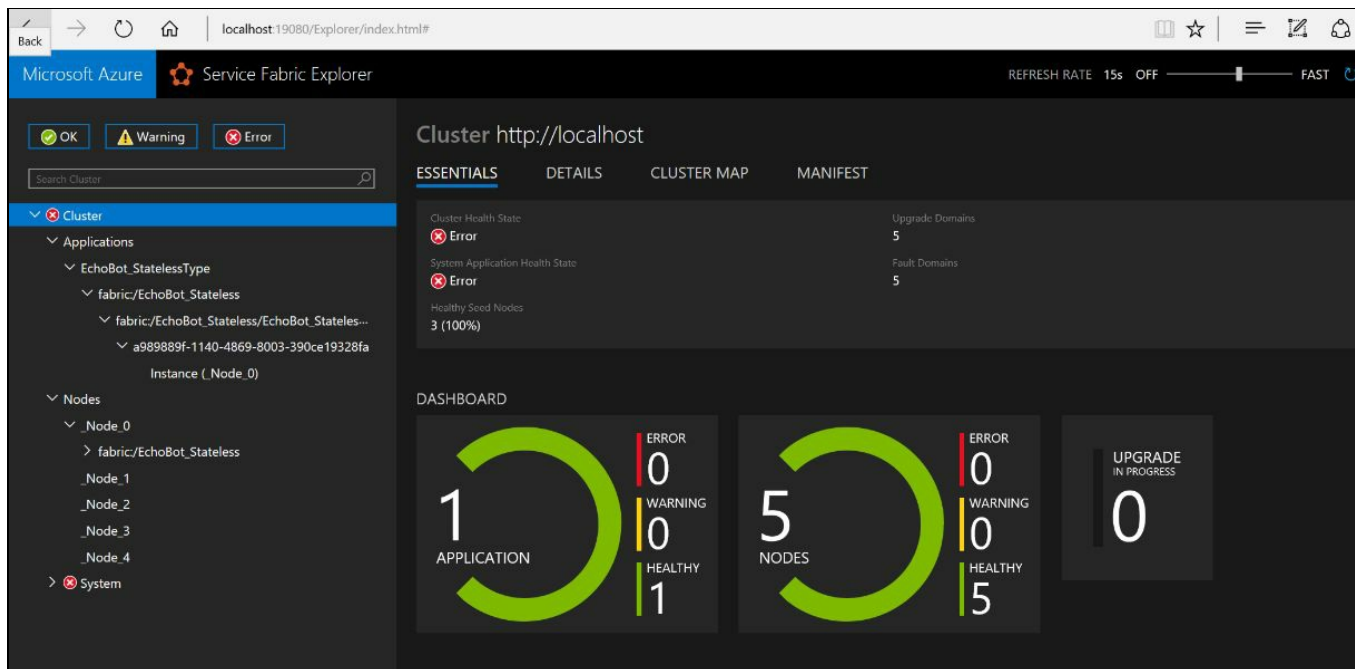 Back
localhost:19080/Explorer/index.html#
Microsoft Azure
Service Fabric Explorer
REFRESH RATE 15s OFF FAST
OK
Warning
Error
Search Cluster
Cluster http://localhost
ESSENTIALS
DETAILS
CLUSTER MAP
MANIFEST
Cluster
Applications
EchoBot_StatelessType
fabric:/EchoBot_Stateless
fabric:/EchoBot_Stateless/EchoBot_Stateles...
a989889f-1140-4869-8003-390ce19328fa
Instance (_Node_0)
Nodes
_Node_0
fabric:/EchoBot_Stateless
_Node_1
_Node_2
_Node_3
_Node_4
System
Cluster Health State
Error
System Application Health State
Error
Healthy Seed Nodes
3 (100%)
Upgrade Domains
5
Fault Domains
5
DASHBOARD
1
APPLICATION
ERROR
0
WARNING
0
HEALTHY
1
5
NODES
ERROR
0
WARNING
0
HEALTHY
5
UPGRADE
IN PROGRESS
0